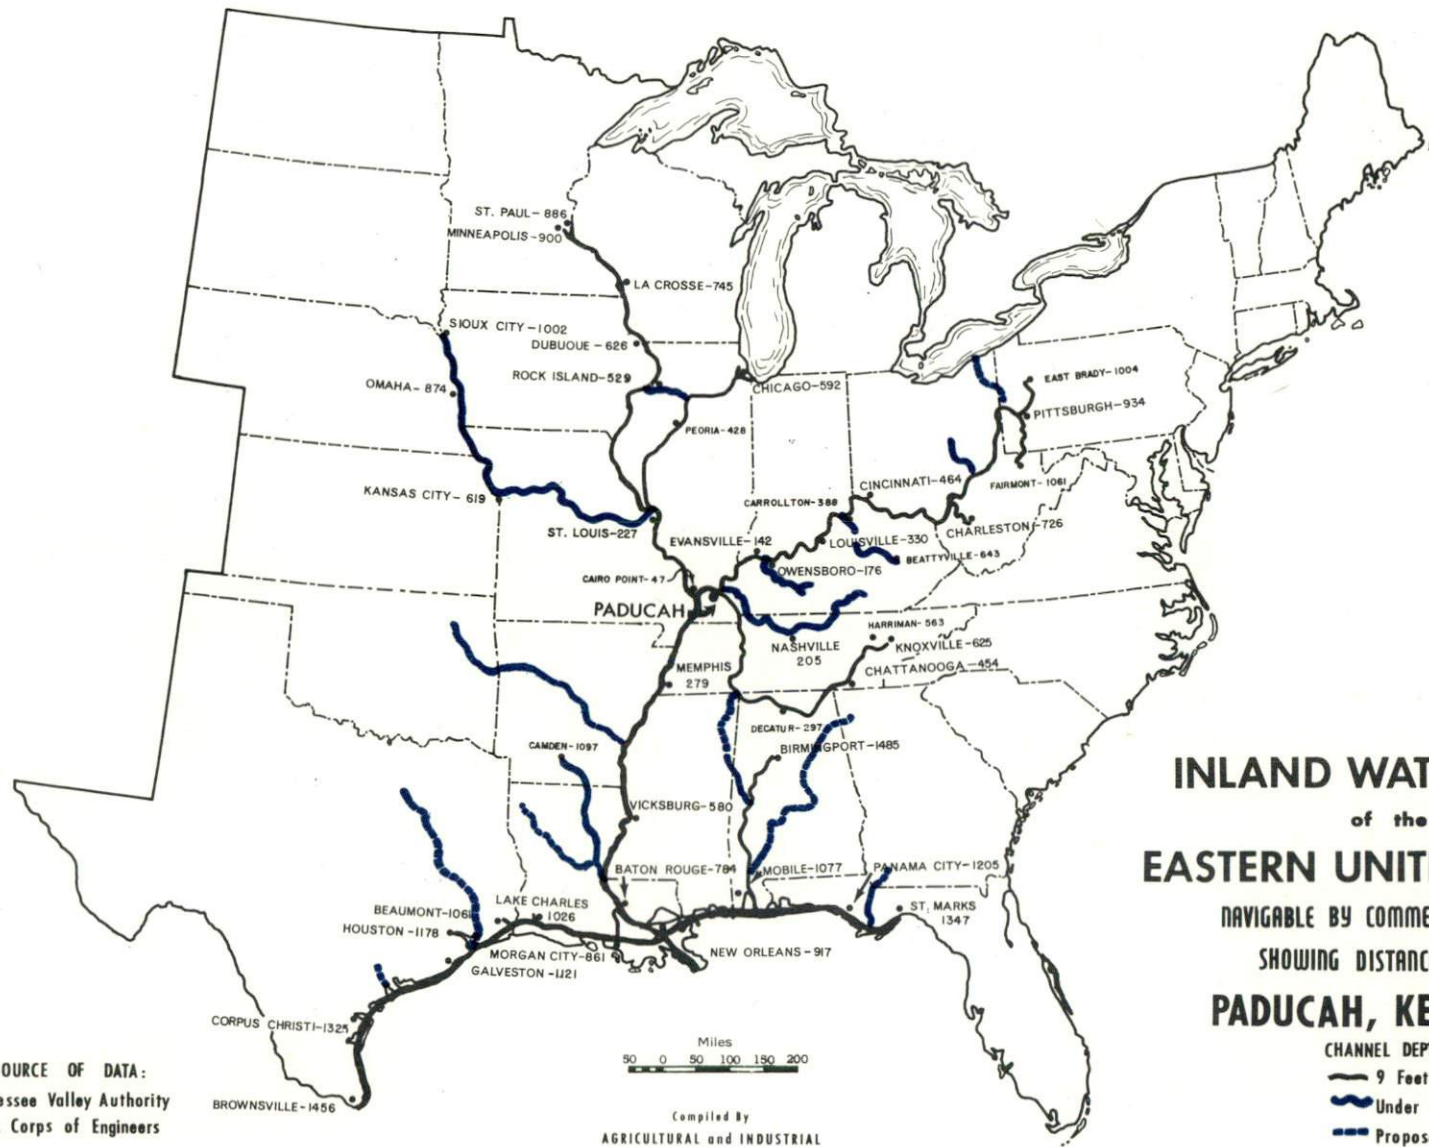 ST. PAUL-886
MINNEAPOLIS-900
LA CROSSE-745
SIOUX CITY-1002
DUBUQUE-626
ROCK ISLAND-529
OMAHA-874
CHICAGO-592
EAST BRADY-1004
PITTSBURGH-934
PEORIA-428
CINCINNATI-464
FAIRMONT-1061
KANSAS CITY-619
CARROLLTON-388
ST. LOUIS-227
EVANSVILLE-142
LOUISVILLE-330
CHARLESTON-726
BEATTYVILLE-643
OWENSBORO-176
CAIRO POINT-47
PADUCAH
HARRIMAN-563
NASHVILLE
205
KNOXVILLE-625
MEMPHIS
279
CHATTANOOGA-454
DECATUR-297
CAMDEN-1097
BIRMINGPORT-1485
VICKSBURG-580
BATON ROUGE-784
MOBILE-1077
PANAMA CITY-1205
LAKE CHARLES
1026
BEAUMONT-1061
HOUSTON-1178
ST. MARKS
1347
MORGAN CITY-861
GALVESTON-1121
NEW ORLEANS-917
CORPUS CHRISTI-1325
BROWNSVILLE-1456
INLAND WAT
of the
EASTERN UNIT
NAVIGABLE BY COMME
SHOWING DISTANC
PADUCAH, KE
CHANNEL DEP
9 Feet
Under
Propos
OURCE OF DATA:
essee Valley Authority
Corps of Engineers
Miles
50 0 50 100 150 200
Compiled By
AGRICULTURAL and INDUSTRIAL